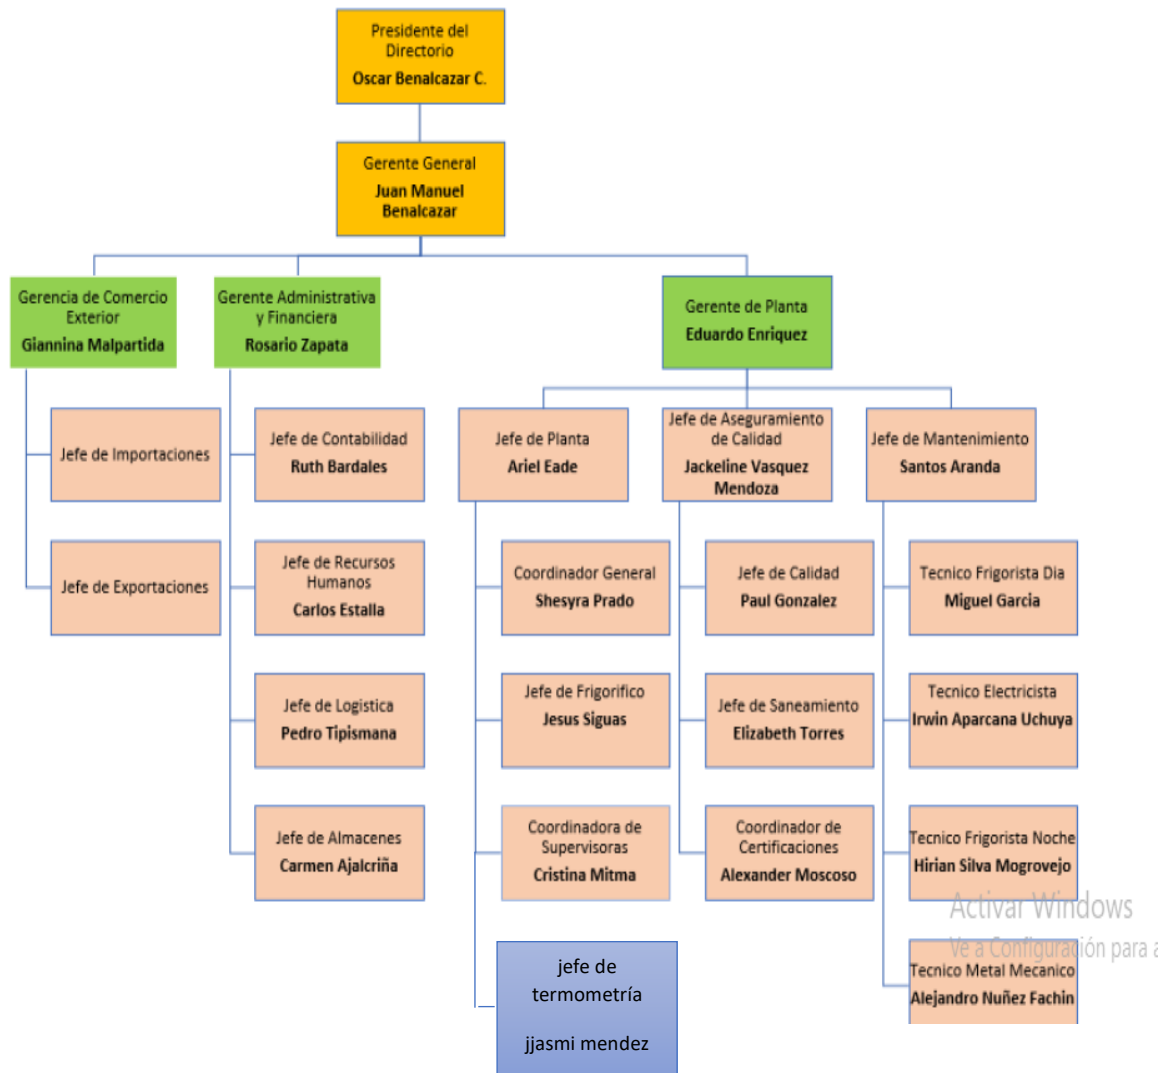 Presidente del
Directorio
Oscar Benalcazar C.
Gerente General
Juan Manuel
Benalcazar
Gerencia de Comercio
Exterior
Giannina Malpartida
Gerente Administrativa
y Financiera
Rosario Zapata
Gerente de Planta
Eduardo Enriquez
Jefe de Importaciones
Jefe de Exportaciones
Jefe de Contabilidad
Ruth Bardales
Jefe de Recursos
Humanos
Carlos Estalla
Jefe de Logistica
Pedro Tipismana
Jefe de Almacenes
Carmen Ajalcriña
Jefe de Planta
Ariel Eade
Coordinador General
Shesyra Prado
Jefe de Frigorifico
Jesus Siguas
Coordinadora de
Supervisoras
Cristina Mitma
jefe de
termometría
jjasmi mendez
Jefe de Aseguramiento
de Calidad
Jackeline Vasquez
Mendoza
Jefe de Calidad
Paul Gonzalez
Jefe de Saneamiento
Elizabeth Torres
Coordinador de
Certificaciones
Alexander Moscoso
Jefe de Mantenimiento
Santos Aranda
Tecnico Frigorista Dia
Miguel Garcia
Tecnico Electricista
Irwin Aparcana Uchuya
Tecnico Frigorista Noche
Hirian Silva Mogrovejo
Tecnico Metal Mecanico
Alejandro Nuñez Fachin
Activar Windows
Ve a Configuración para a